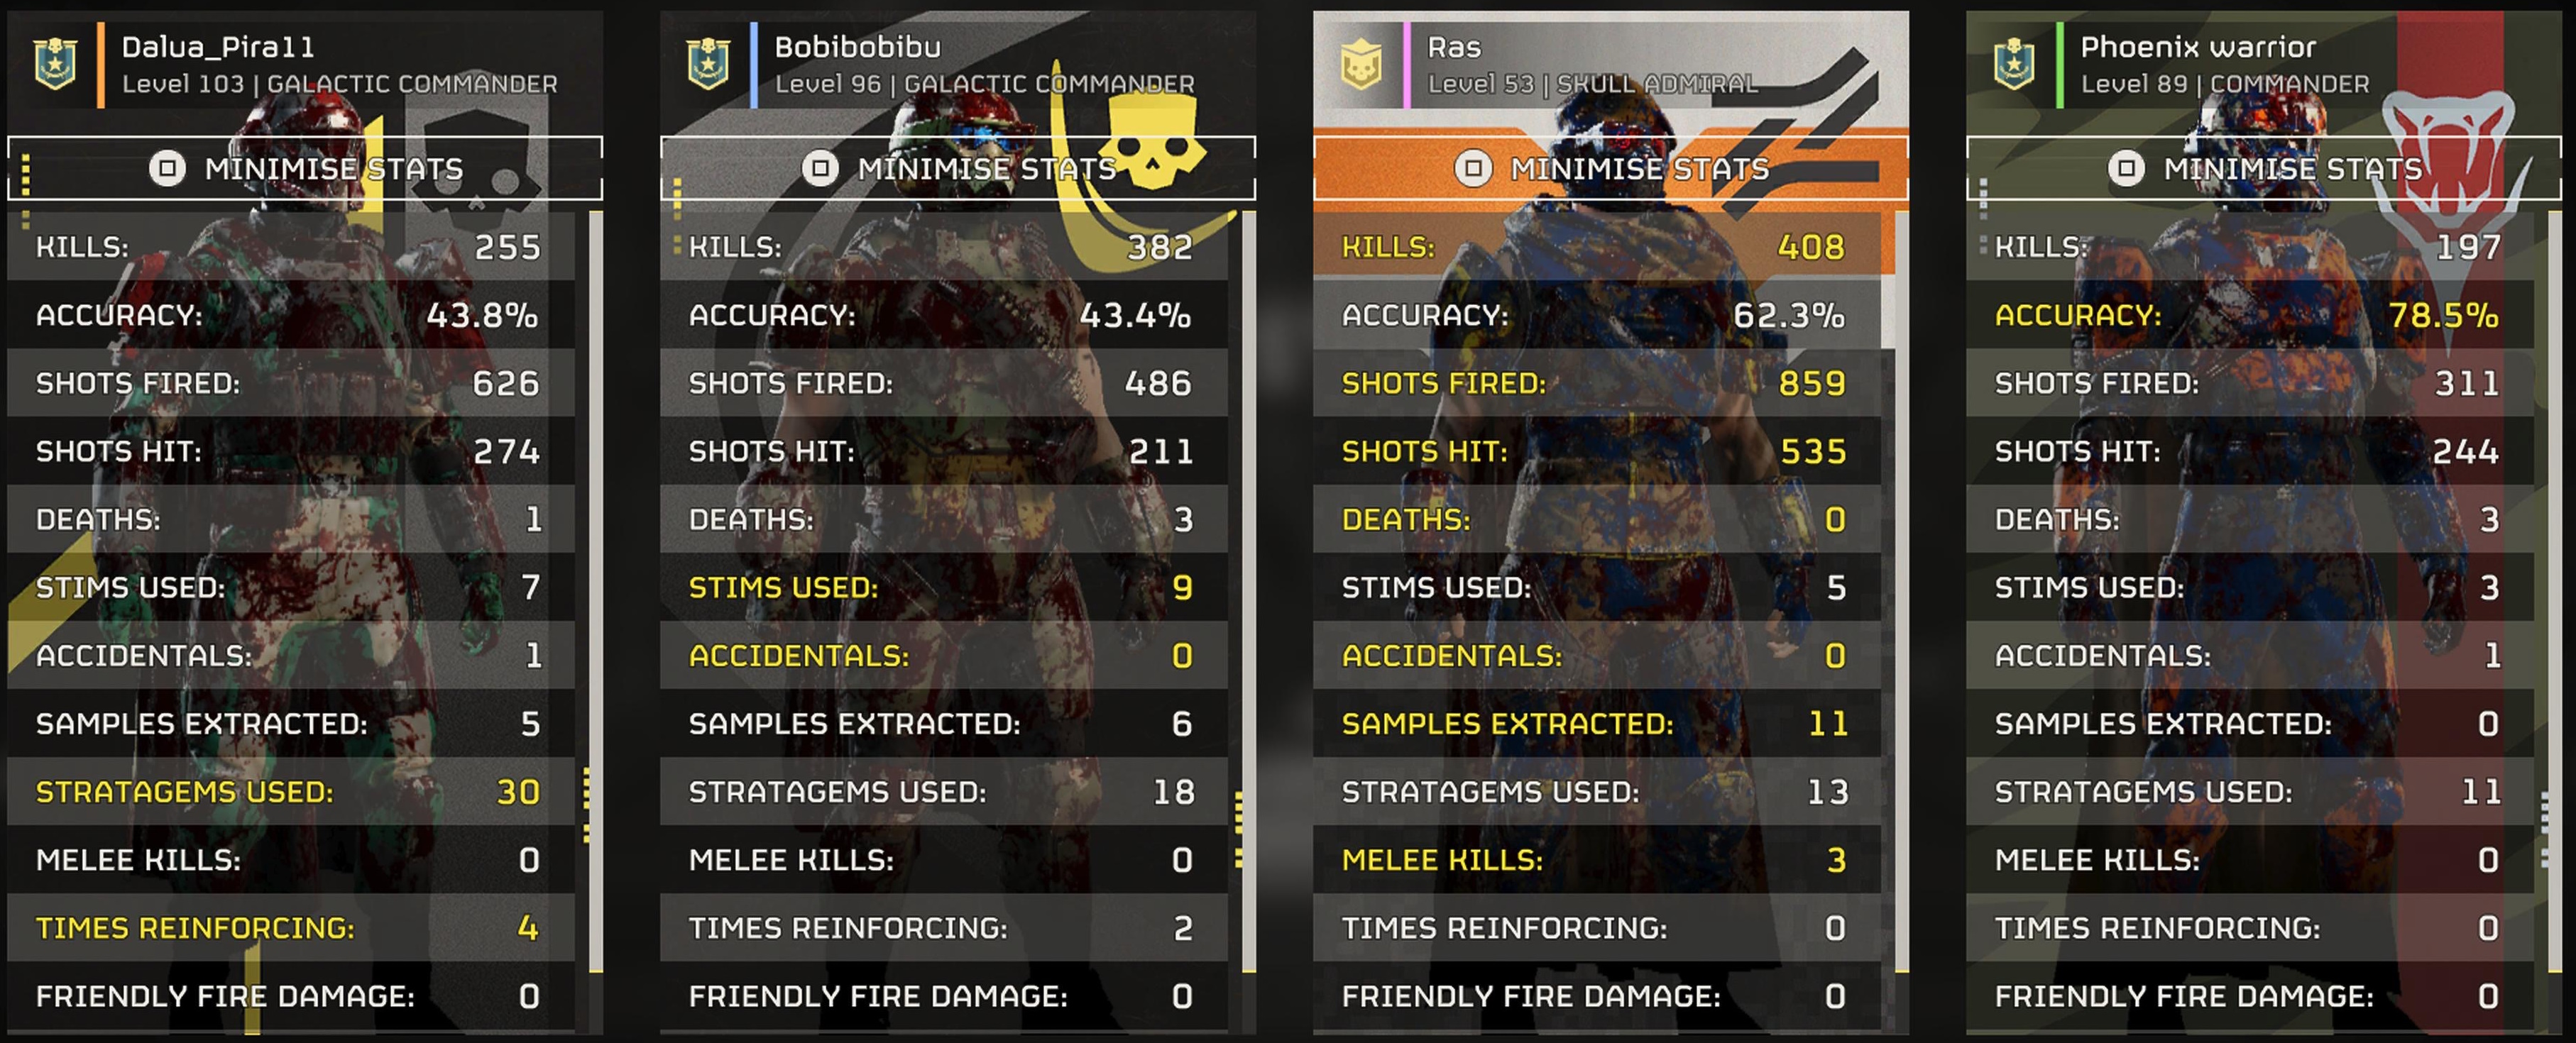 Dalua_Pira11
Level 103 | GALACTIC COMMANDER
MINIMISE STATS
KILLS: 255
ACCURACY: 43.8%
SHOTS FIRED: 626
SHOTS HIT: 274
DEATHS: 1
STIMS USED: 7
ACCIDENTALS: 1
SAMPLES EXTRACTED: 5
STRATAGEMS USED: 30
MELEE KILLS: 0
TIMES REINFORCING: 4
FRIENDLY FIRE DAMAGE: 0
Bobibobibu
Level 96 | GALACTIC COMMANDER
MINIMISE STATS
KILLS: 382
ACCURACY: 43.4%
SHOTS FIRED: 486
SHOTS HIT: 211
DEATHS: 3
STIMS USED: 9
ACCIDENTALS: 0
SAMPLES EXTRACTED: 6
STRATAGEMS USED: 18
MELEE KILLS: 0
TIMES REINFORCING: 2
FRIENDLY FIRE DAMAGE: 0
Ras
Level 53 | SKULL ADMIRAL
MINIMISE STATS
KILLS: 408
ACCURACY: 62.3%
SHOTS FIRED: 859
SHOTS HIT: 535
DEATHS: 0
STIMS USED: 5
ACCIDENTALS: 0
SAMPLES EXTRACTED: 11
STRATAGEMS USED: 13
MELEE KILLS: 3
TIMES REINFORCING: 0
FRIENDLY FIRE DAMAGE: 0
Phoenix warrior
Level 89 | COMMANDER
MINIMISE STATS
KILLS: 197
ACCURACY: 78.5%
SHOTS FIRED: 311
SHOTS HIT: 244
DEATHS: 3
STIMS USED: 3
ACCIDENTALS: 1
SAMPLES EXTRACTED: 0
STRATAGEMS USED: 11
MELEE KILLS: 0
TIMES REINFORCING: 0
FRIENDLY FIRE DAMAGE: 0